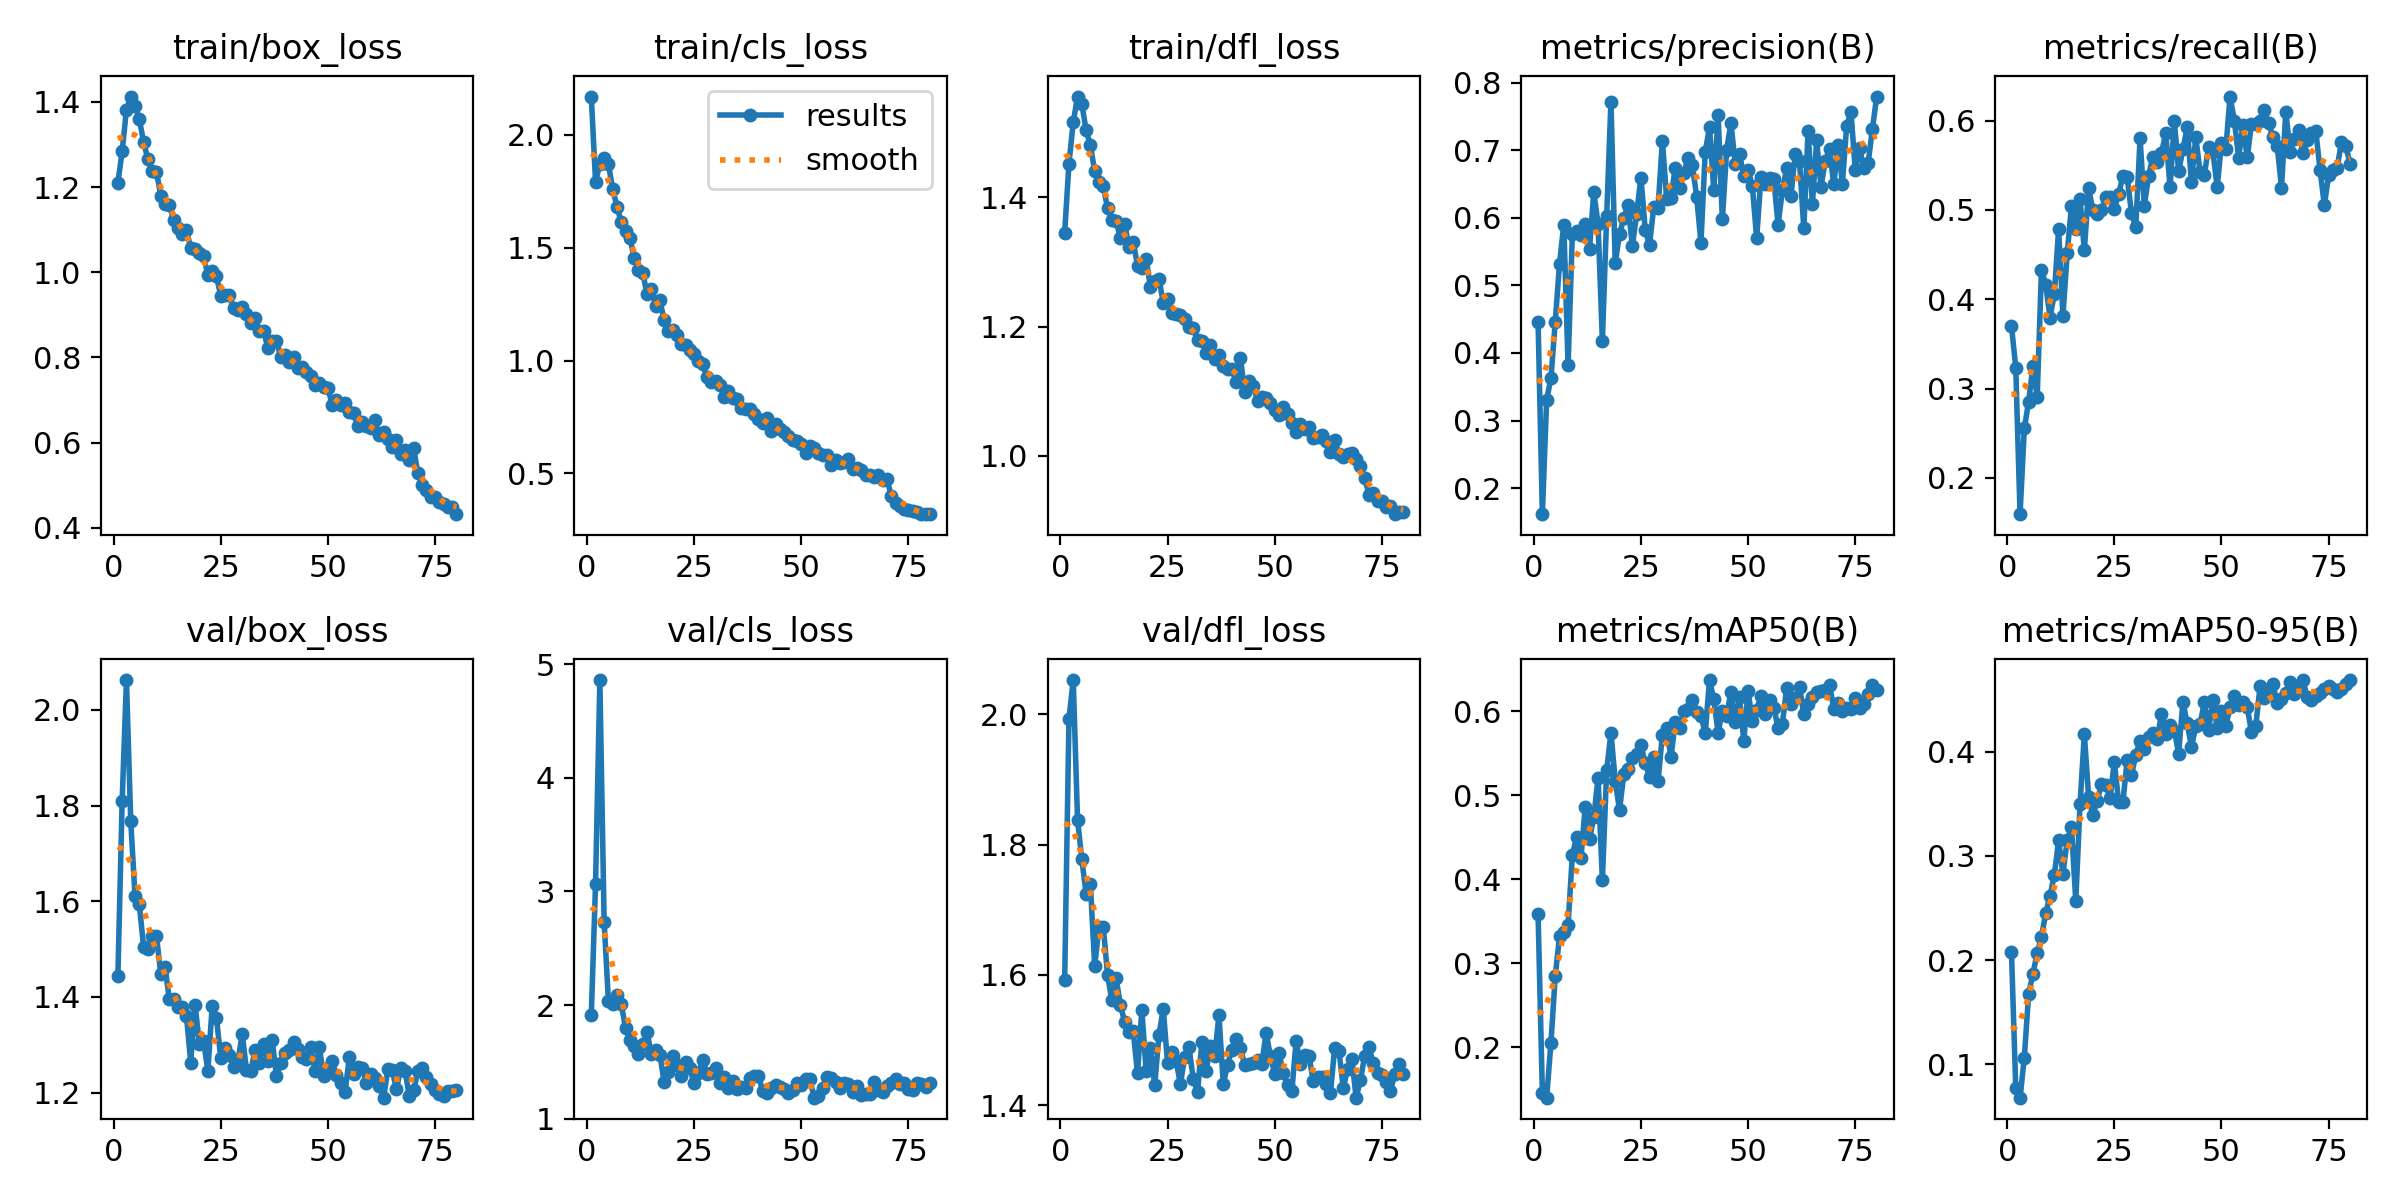 train/box_loss
1.4
1.2
1.0
0.8
0.6
0.4
0 25 50 75
train/cls_loss
results
smooth
2.0
1.5
1.0
0.5
0 25 50 75
train/dfl_loss
1.4
1.2
1.0
0 25 50 75
metrics/precision(B)
0.8
0.7
0.6
0.5
0.4
0.3
0.2
0 25 50 75
metrics/recall(B)
0.6
0.5
0.4
0.3
0.2
0 25 50 75
val/box_loss
2.0
1.8
1.6
1.4
1.2
0 25 50 75
val/cls_loss
5
4
3
2
1
0 25 50 75
val/dfl_loss
2.0
1.8
1.6
1.4
0 25 50 75
metrics/mAP50(B)
0.6
0.5
0.4
0.3
0.2
0 25 50 75
metrics/mAP50-95(B)
0.4
0.3
0.2
0.1
0 25 50 75